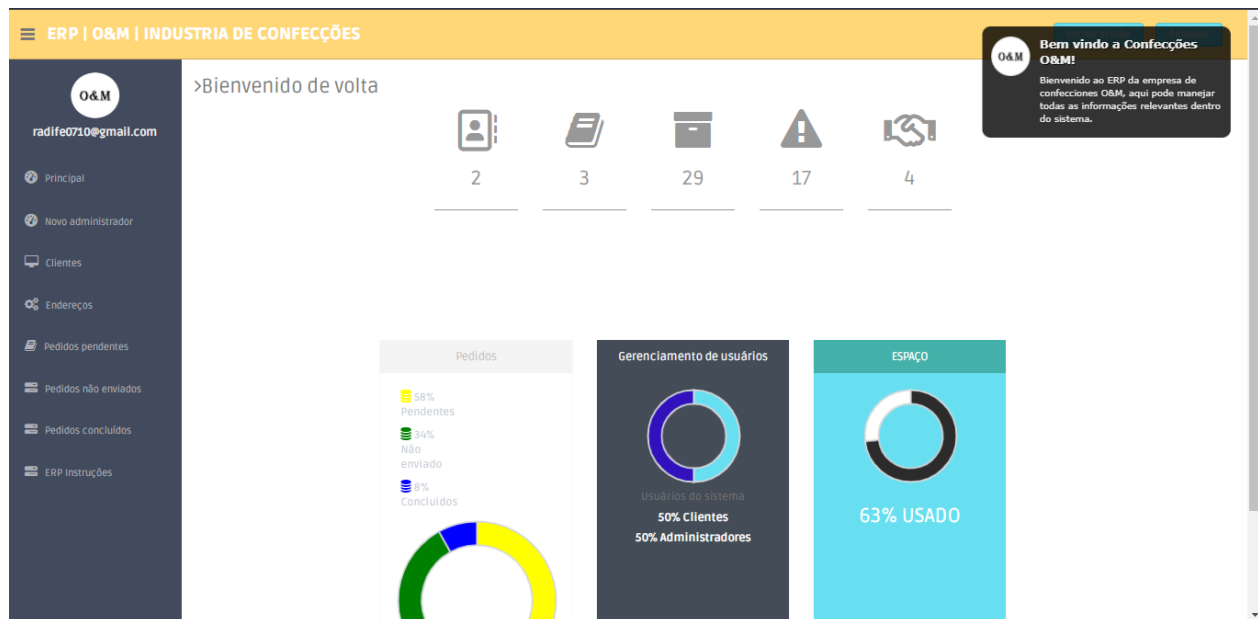 ERP | O&M | INDUSTRIA DE CONFECÇÕES
O&M
Bem vindo a Confecções
O&M!
Bienvenido ao ERP da empresa de
confecciones O&M, aqui pode manejar
todas as informações relevantes dentro
do sistema.
O&M
radife0710@gmail.com
Principal
Novo administrador
Clientes
Endereços
Pedidos pendentes
Pedidos não enviados
Pedidos concluídos
ERP Instruções
>Bienvenido de volta
2
3
29
17
4
Pedidos
58%
Pendentes
34%
Não
enviado
8%
Concluidos
Gerenciamento de usuários
Usuários do sistema
50% Clientes
50% Administradores
ESPAÇO
63% USADO